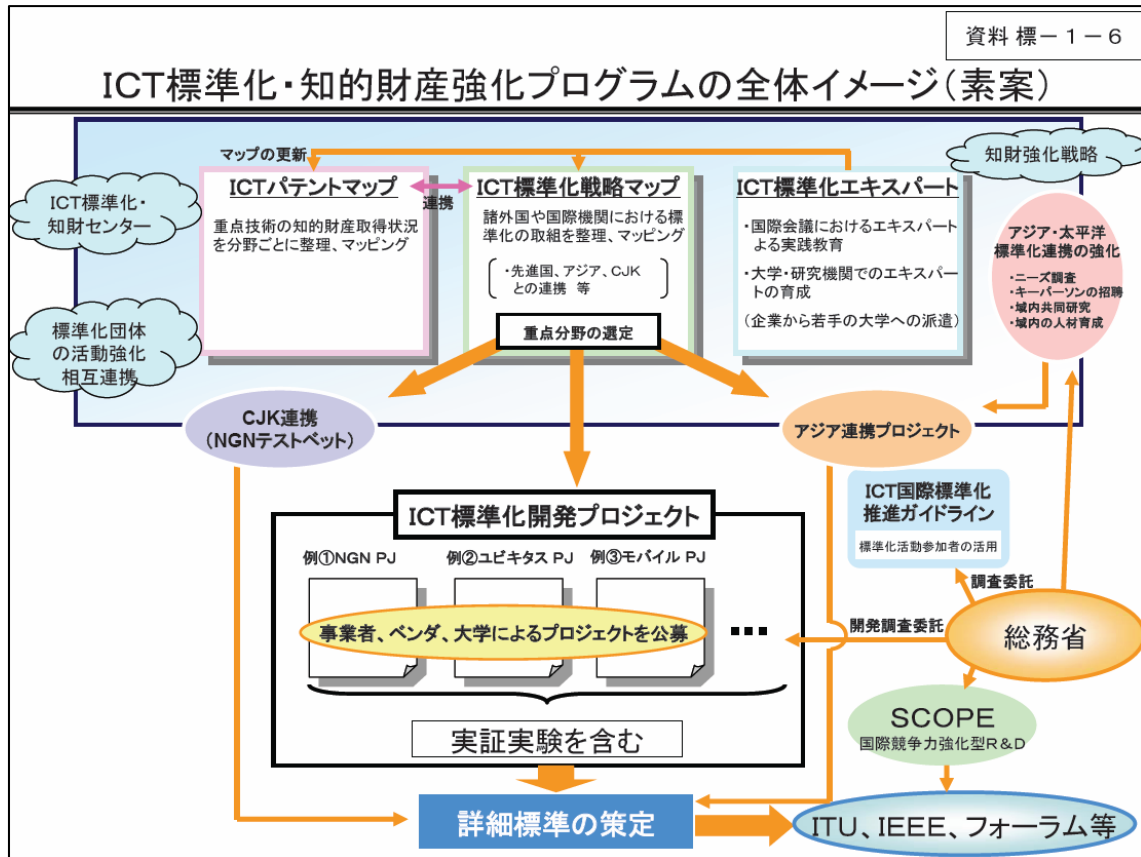 資料 標－１－６
ICT標準化・知的財産強化プログラムの全体イメージ（素案）
マップの更新
知財強化戦略
ICT標準化・
知財センター
標準化団体
の活動強化
相互連携
ICTパテントマップ
重点技術の知的財産取得状況
を分野ごとに整理、マッピング
連携
ICT標準化戦略マップ
諸外国や国際機関における標
準化の取組を整理、マッピング
・先進国、アジア、CJK
との連携 等
重点分野の選定
ICT標準化エキスパート
・国際会議におけるエキスパート
よる実践教育
・大学・研究機関でのエキスパー
トの育成
（企業から若手の大学への派遣）
アジア・太平洋
標準化連携の強化
・ニーズ調査
・キーパーソンの招聘
・域内共同研究
・域内の人材育成
CJK連携
（NGNテストベット）
アジア連携プロジェクト
ICT標準化開発プロジェクト
例①NGN PJ
例②ユビキタス PJ
例③モバイル PJ
事業者、ベンダ、大学によるプロジェクトを公募
…
実証実験を含む
ICT国際標準化
推進ガイドライン
標準化活動参加者の活用
調査委託
開発調査委託
総務省
SCOPE
国際競争力強化型R＆D
詳細標準の策定
ITU、IEEE、フォーラム等